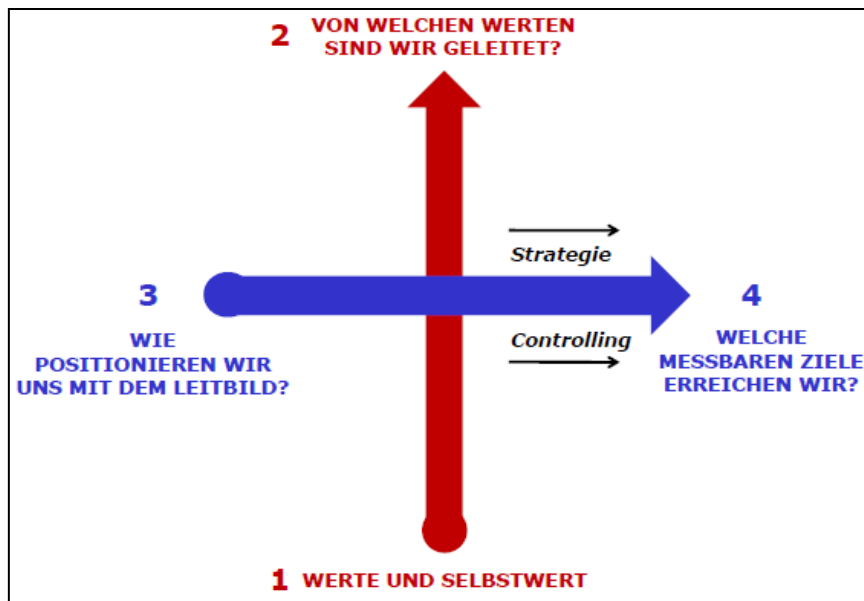 2 VON WELCHEN WERTEN
SIND WIR GELEITET?
Strategie
3
4
WIE
POSITIONIEREN WIR
UNS MIT DEM LEITBILD?
Controlling
WELCHE
MESSBAREN ZIELE
ERREICHEN WIR?
1 WERTE UND SELBSTWERT